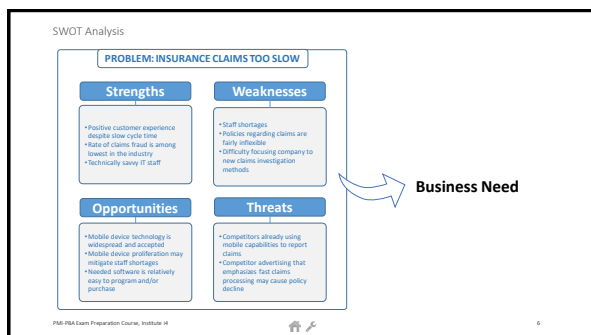 SWOT Analysis
PROBLEM: INSURANCE CLAIMS TOO SLOW
Strengths
•Positive customer experience
despite slow cycle time
•Rate of claims fraud is among
lowest in the industry
•Technically savvy IT staff
Weaknesses
•Staff shortages
•Policies regarding claims are
fairly inflexible
•Difficulty focusing company to
new claims investigation
methods
Opportunities
•Mobile device technology is
widespread and accepted
•Mobile device proliferation may
mitigate staff shortages
•Needed software is relatively
easy to program and/or
purchase
Threats
•Competitors already using
mobile capabilities to report
claims
•Competitor advertising that
emphasizes fast claims
processing may cause policy
decline
Business Need
PMI-PBA Exam Preparation Course, Institute i4
6